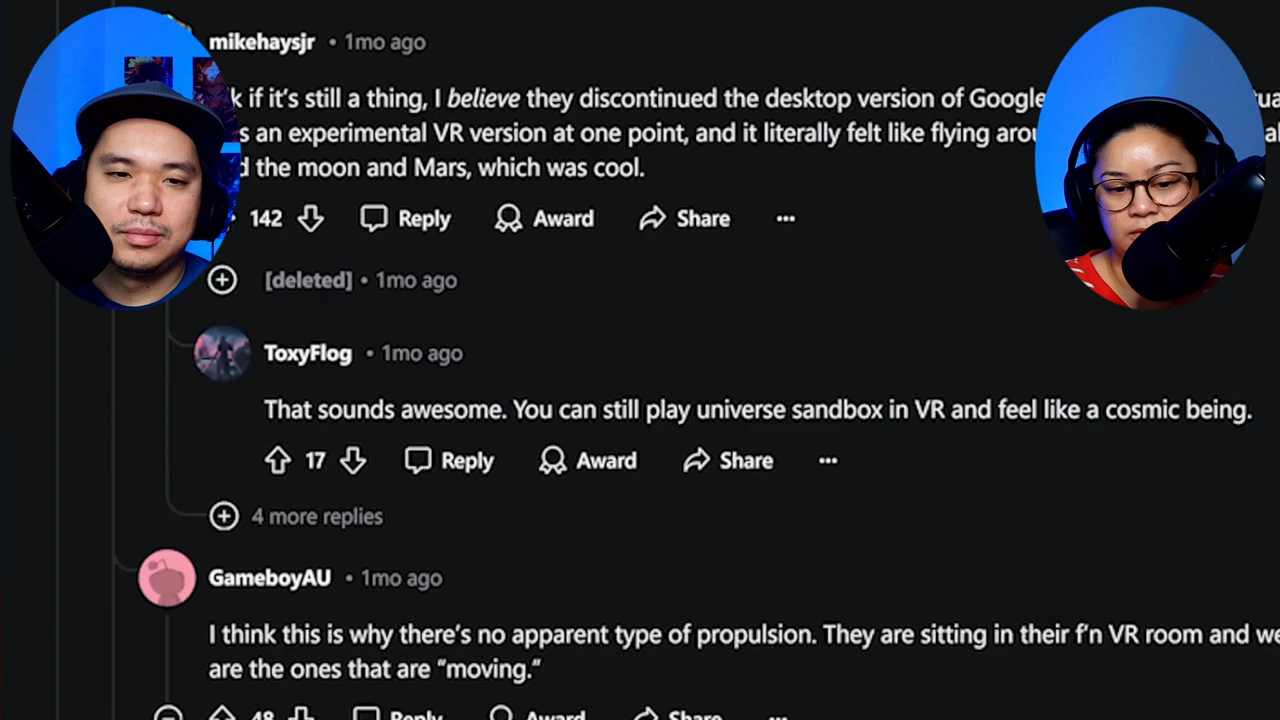 mikehaysjr • 1mo ago
k if it's still a thing, I believe they discontinued the desktop version of Google
s an experimental VR version at one point, and it literally felt like flying
d the moon and Mars, which was cool.
142 Reply Award Share ...
[deleted] • 1mo ago
ToxyFlog • 1mo ago
That sounds awesome. You can still play universe sandbox in VR and feel like a cosmic being.
17 Reply Award Share ...
4 more replies
GameboyAU • 1mo ago
I think this is why there's no apparent type of propulsion. They are sitting in their f'n VR room and we
are the ones that are “moving.”
48 Reply Award Share ...